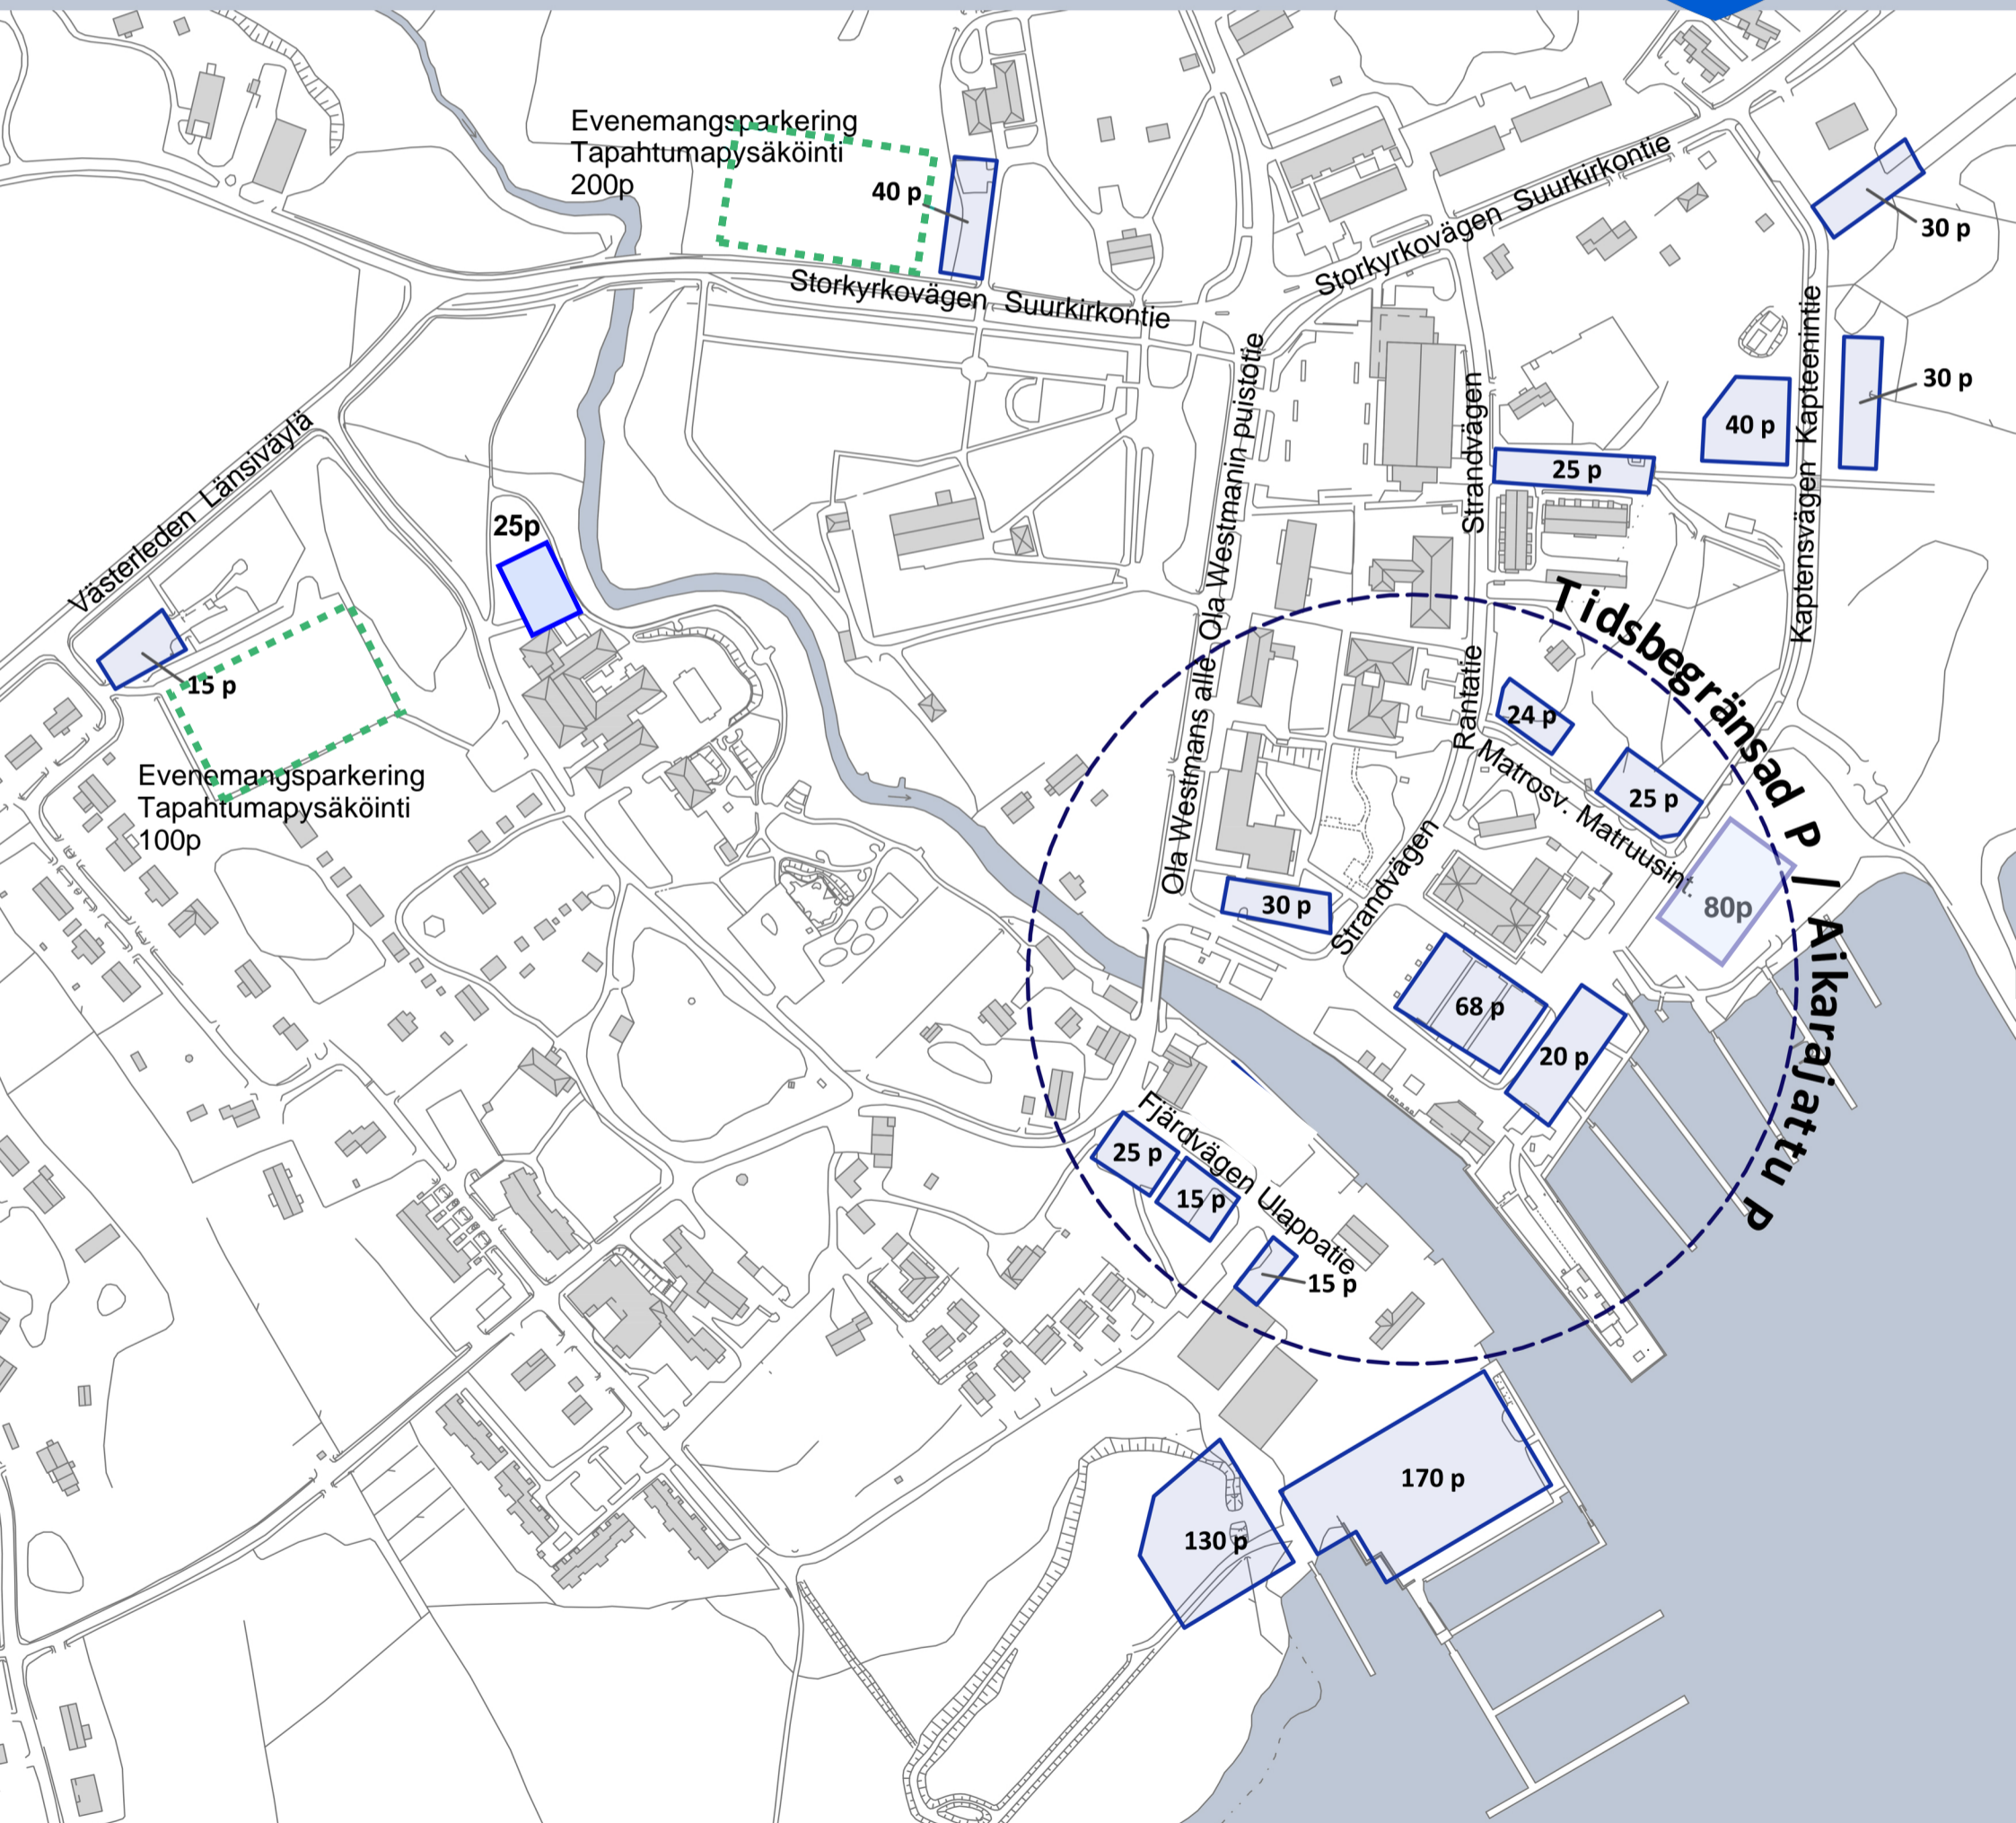 Evenemangsparkering
Tapahtumapysäköinti
200p
40 p
30 p
Storkyrkovägen Suurkirkontie
Storkyrkovägen Suurkirkontie
30 p
40 p
25 p
Västerleden Länsiväylä
25p
15 p
Evenemangsparkering
Tapahtumapysäköinti
100p
Ola Westmans alle Ola Westmanin puistotie
Strandvägen
Rantatie
Kaptensvägen Kapteenintie
Tidsbegränsad P / Aikarajattu P
24 p
25 p
Matrosv. Matruusint.
80p
30 p
Strandvägen
68 p
20 p
Fjärdvägen Ulappatie
25 p
15 p
15 p
170 p
130 p